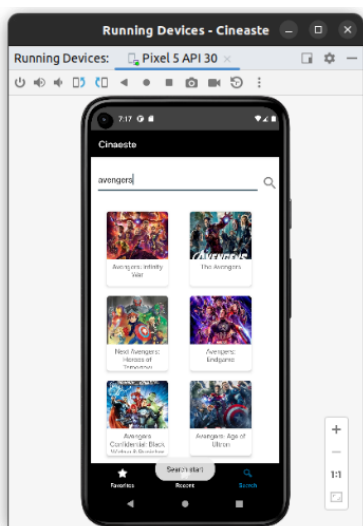 Running Devices - Cineaste
Running Devices: Pixel 5 API 30
7:17
Cinaeste
avengers
Avengers: Infinity
War
The Avengers
Next Avengers:
Heroes of
Tomorrow
Avengers:
Endgame
Avengers
Confidential: Black
Widow & Punisher
Avengers: Age of
Ultron
Search start
Favorites
Recent
Search
1:1